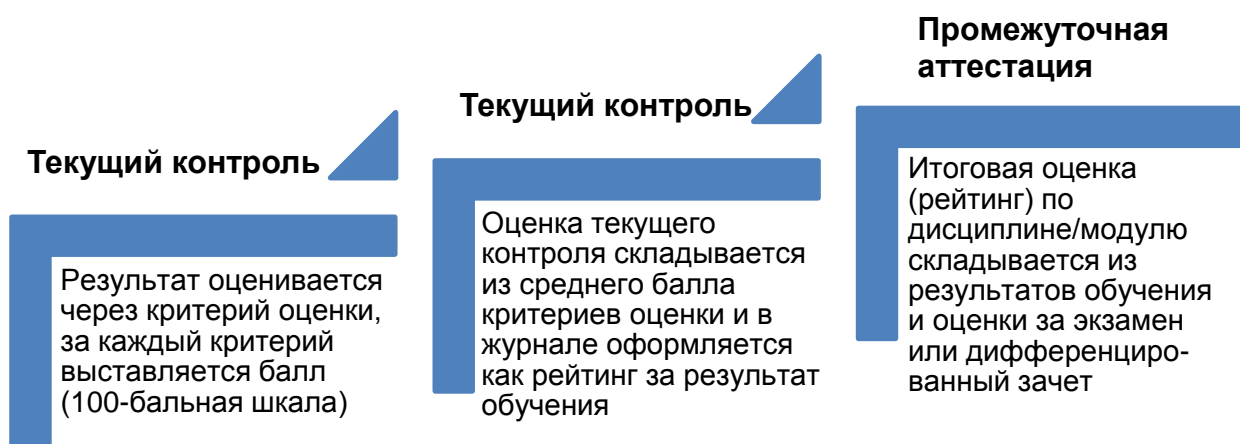 Текущий контроль
Результат оценивается
через критерий оценки,
за каждый критерий
выставляется балл
(100-бальная шкала)
Текущий контроль
Оценка текущего
контроля складывается
из среднего балла
критериев оценки и в
журнале оформляется
как рейтинг за результат
обучения
Промежуточная
аттестация
Итоговая оценка
(рейтинг) по
дисциплине/модулю
складывается из
результатов обучения
и оценки за экзамен
или дифференциро-
ванный зачет